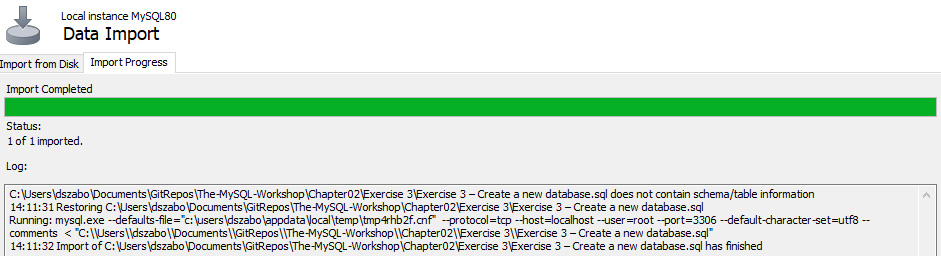 Local instance MySQL80
Data Import
Import from Disk
Import Progress
Import Completed
Status:
1 of 1 imported.
Log:
C:\Users\dszabo\Documents\GitRepos\The-MySQL-Workshop\Chapter02\Exercise 3\Exercise 3 – Create a new database.sql does not contain schema/table information
14:11:31 Restoring C:\Users\dszabo\Documents\GitRepos\The-MySQL-Workshop\Chapter02\Exercise 3\Exercise 3 – Create a new database.sql
Running: mysql.exe --defaults-file="c:\users\dszabo\appdata\local\temp\tmp4rhb2f.cnf"  --protocol=tcp --host=localhost --user=root --port=3306 --default-character-set=utf8 --
comments  < "C:\\Users\\dszabo\\Documents\\GitRepos\\The-MySQL-Workshop\\Chapter02\\Exercise 3\\Exercise 3 – Create a new database.sql"
14:11:32 Import of C:\Users\dszabo\Documents\GitRepos\The-MySQL-Workshop\Chapter02\Exercise 3\Exercise 3 – Create a new database.sql has finished